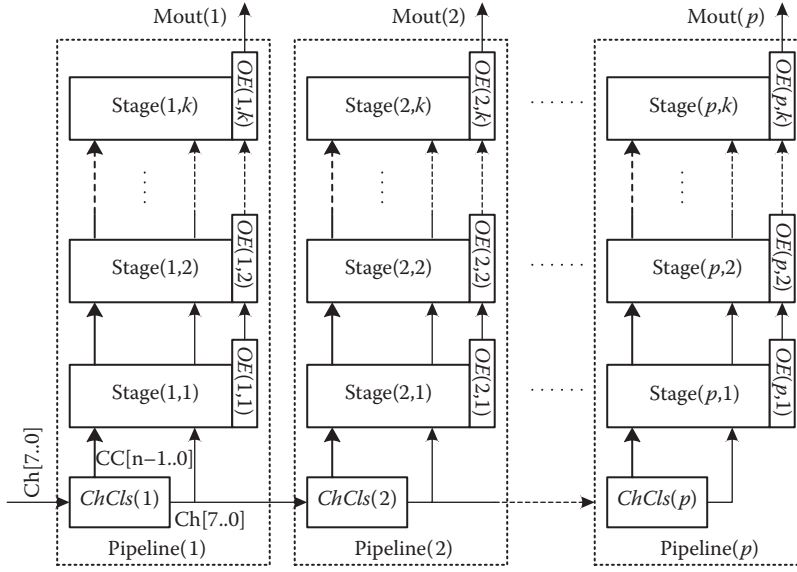 Mout(1) Mout(2) Mout(p)
Stage(1,k) OE(1,k) Stage(2,k) OE(2,k) ...... Stage(p,k) OE(p,k)
... ... ...
Stage(1,2) OE(1,2) Stage(2,2) OE(2,2) ...... Stage(p,2) OE(p,2)
Stage(1,1) OE(1,1) Stage(2,1) OE(2,1) ...... Stage(p,1) OE(p,1)
Ch[7..0] CC[n−1..0]
ChCls(1) ChCls(2) ChCls(p)
Ch[7..0]
Pipeline(1) Pipeline(2) Pipeline(p)